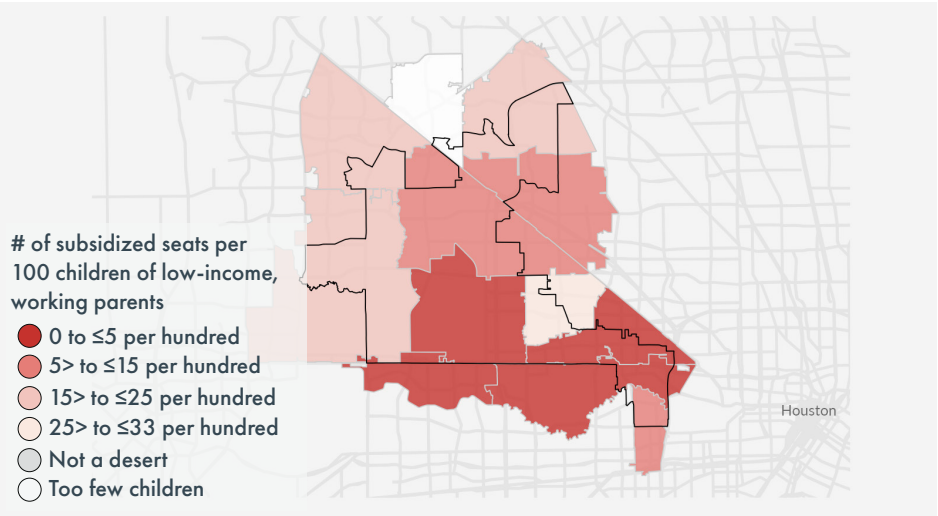 # of subsidized seats per
100 children of low-income,
working parents
0 to ≤5 per hundred
5> to ≤15 per hundred
15> to ≤25 per hundred
25> to ≤33 per hundred
Not a desert
Too few children
Houston